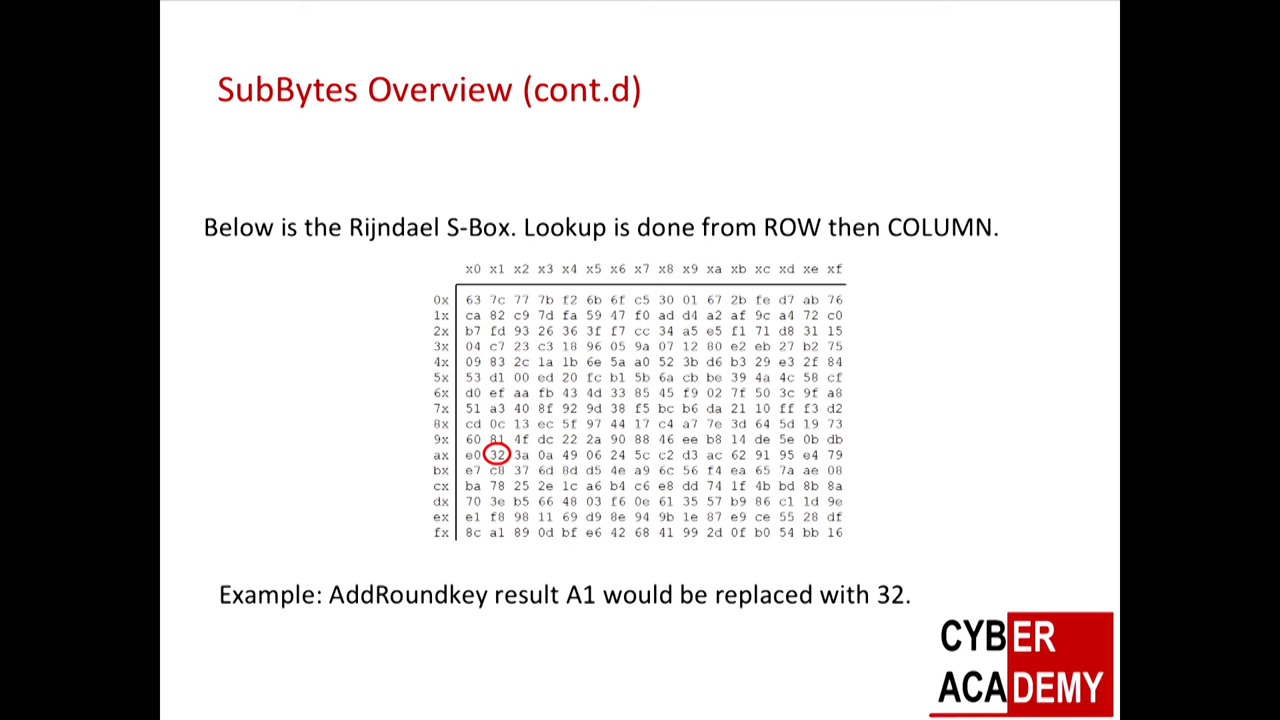 SubBytes Overview (cont.d)
Below is the Rijndael S-Box. Lookup is done from ROW then COLUMN.
x0 x1 x2 x3 x4 x5 x6 x7 x8 x9 xa xb xc xd xe xf
0x 63 7c 77 7b f2 6b 6f c5 30 01 67 2b fe d7 ab 76
1x ca 82 c9 7d fa 59 47 f0 ad d4 a2 af 9c a4 72 c0
2x b7 fd 93 26 36 3f f7 cc 34 a5 e5 f1 71 d8 31 15
3x 04 c7 23 c3 18 96 05 9a 07 12 80 e2 eb 27 b2 75
4x 09 83 2c 1a 1b 6e 5a a0 52 3b d6 b3 29 e3 2f 84
5x 53 d1 00 ed 20 fc b1 5b 6a cb be 39 4a 4c 58 cf
6x d0 ef aa fb 43 4d 33 85 45 f9 02 7f 50 3c 9f a8
7x 51 a3 40 8f 92 9d 38 f5 bc b6 da 21 10 ff f3 d2
8x cd 0c 13 ec 5f 97 44 17 c4 a7 7e 3d 64 5d 19 73
9x 60 81 4f dc 22 2a 90 88 46 ee b8 14 de 5e 0b db
ax e0 32 3a 0a 49 06 24 5c c2 d3 ac 62 91 95 e4 79
bx e7 c8 37 6d 8d d5 4e a9 6c 56 f4 ea 65 7a ae 08
cx ba 78 25 2e 1c a6 b4 c6 e8 dd 74 1f 4b bd 8b 8a
dx 70 3e b5 66 48 03 f6 0e 61 35 57 b9 86 c1 1d 9e
ex e1 f8 98 11 69 d9 8e 94 9b 1e 87 e9 ce 55 28 df
fx 8c a1 89 0d bf e6 42 68 41 99 2d 0f b0 54 bb 16
Example: AddRoundkey result A1 would be replaced with 32.
CYBER
ACADEMY